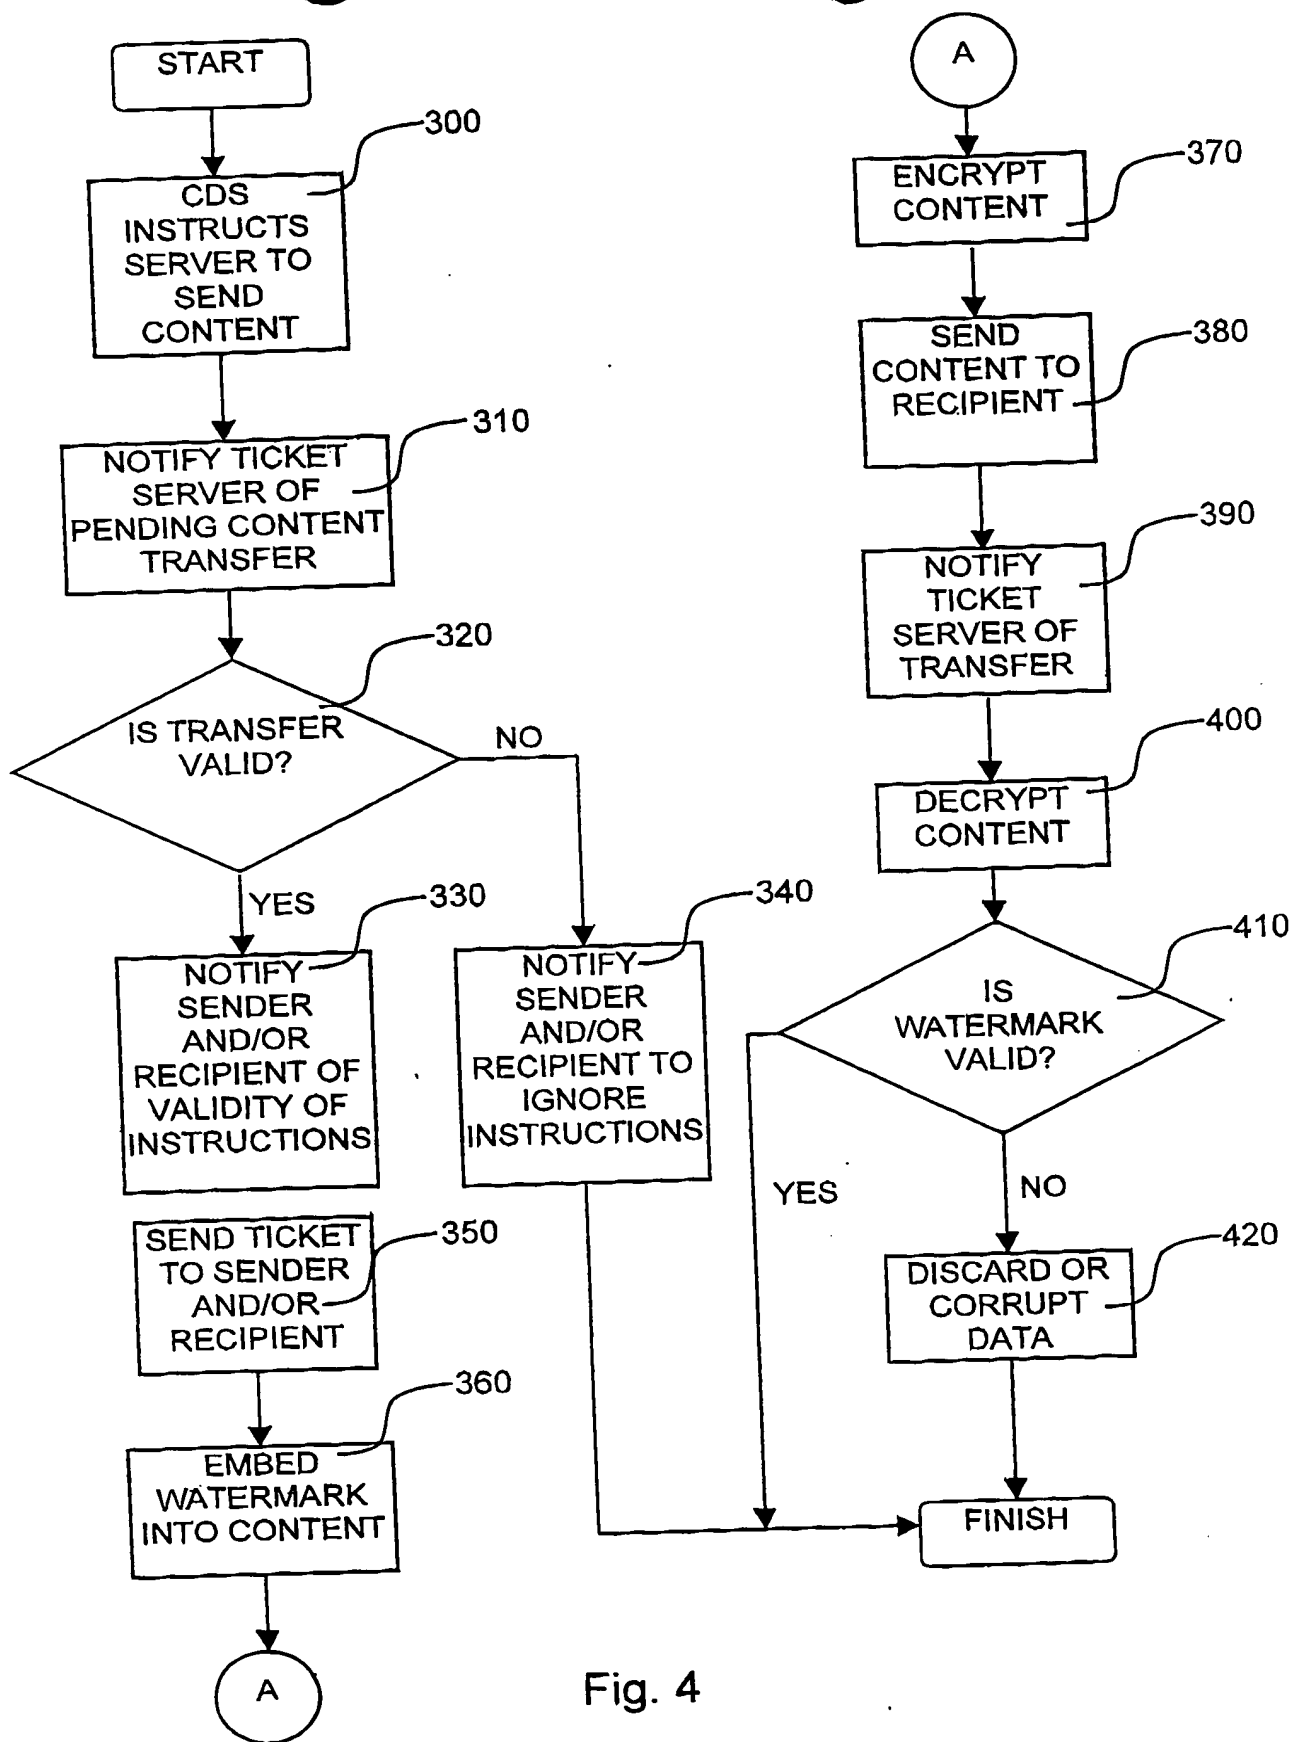 START
300
CDS
INSTRUCTS
SERVER TO
SEND
CONTENT
310
NOTIFY TICKET
SERVER OF
PENDING CONTENT
TRANSFER
320
IS TRANSFER
VALID?
NO
YES
330
NOTIFY
SENDER
AND/OR
RECIPIENT OF
VALIDITY OF
INSTRUCTIONS
340
NOTIFY
SENDER
AND/OR
RECIPIENT TO
IGNORE
INSTRUCTIONS
350
SEND TICKET
TO SENDER
AND/OR
RECIPIENT
360
EMBED
WATERMARK
INTO CONTENT
A
A
370
ENCRYPT
CONTENT
380
SEND
CONTENT TO
RECIPIENT
390
NOTIFY
TICKET
SERVER OF
TRANSFER
400
DECRYPT
CONTENT
410
IS
WATERMARK
VALID?
YES
NO
420
DISCARD OR
CORRUPT
DATA
FINISH
Fig. 4